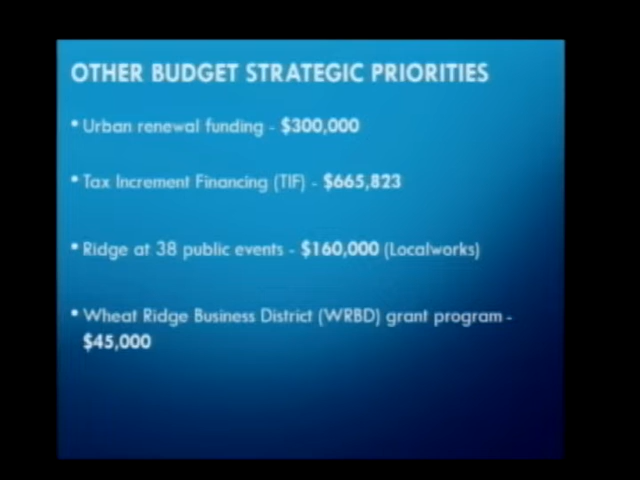 OTHER BUDGET STRATEGIC PRIORITIES
• Urban renewal funding - $300,000
• Tax Increment Financing (TIF) - $665,823
• Ridge at 38 public events - $160,000 (Localworks)
• Wheat Ridge Business District (WRBD) grant program -
$45,000